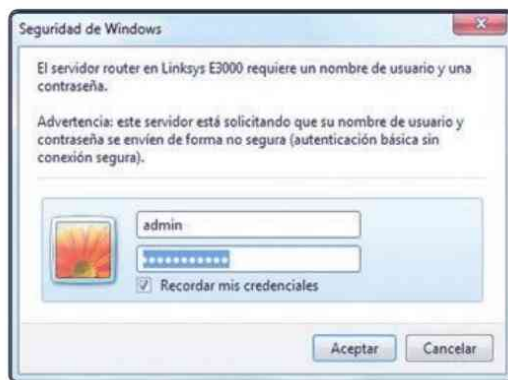 Seguridad de Windows
El servidor router en Linksys E3000 requiere un nombre de usuario y una
contraseña.
Advertencia: este servidor está solicitando que su nombre de usuario y
contraseña se envíen de forma no segura (autenticación básica sin
conexión segura).
admin
•••••••••••
Recordar mis credenciales
Aceptar
Cancelar